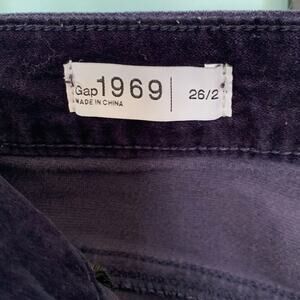 Gap 1969 26/2
MADE IN CHINA